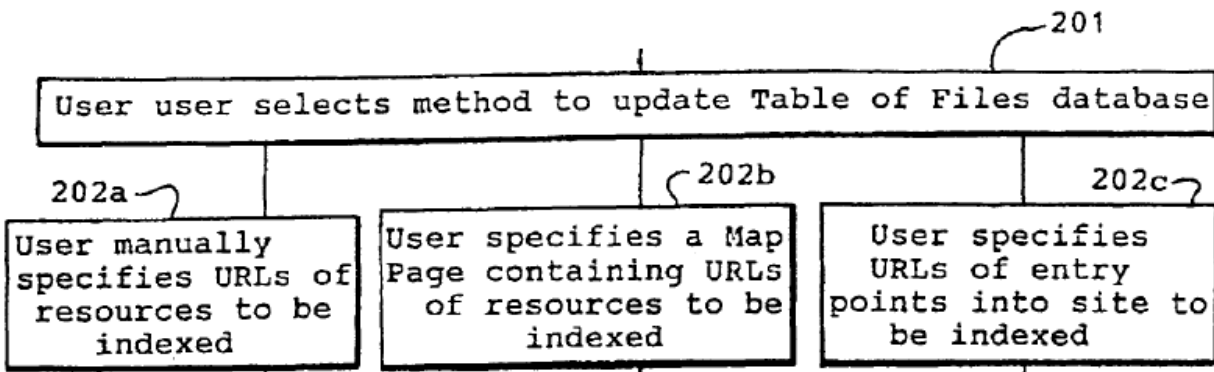 201
User user selects method to update Table of Files database
202a
202b
202c
User manually
specifies URLs of
resources to be
indexed
User specifies a Map
Page containing URLs
of resources to be
indexed
User specifies
URLs of entry
points into site to
be indexed